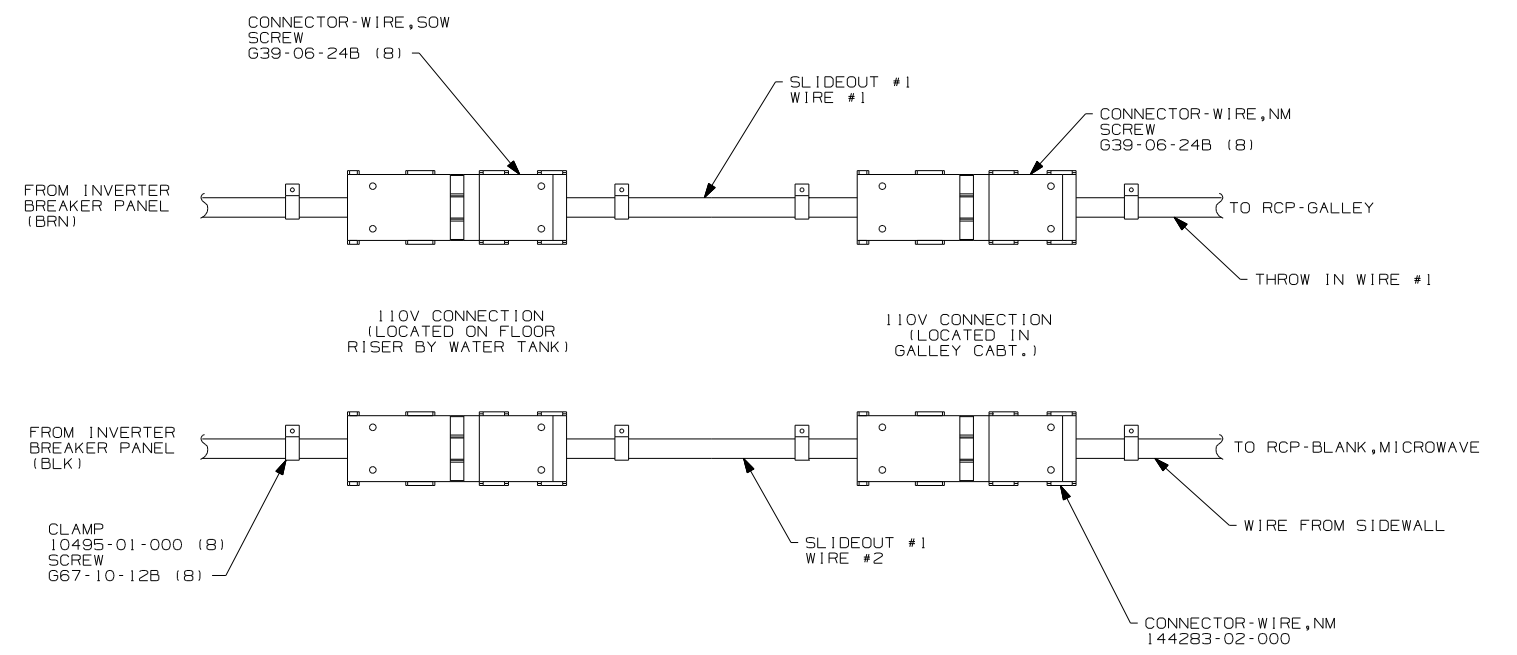 CONNECTOR-WIRE,SOW
SCREW
G39-06-24B (8)
SLIDEOUT #1
WIRE #1
CONNECTOR-WIRE,NM
SCREW
G39-06-24B (8)
FROM INVERTER
BREAKER PANEL
(BRN)
TO RCP-GALLEY
THROW IN WIRE #1
110V CONNECTION
(LOCATED ON FLOOR
RISER BY WATER TANK)
110V CONNECTION
(LOCATED IN
GALLEY CABT.)
FROM INVERTER
BREAKER PANEL
(BLK)
TO RCP-BLANK,MICROWAVE
CLAMP
10495-01-000 (8)
SCREW
G67-10-12B (8)
SLIDEOUT #1
WIRE #2
WIRE FROM SIDEWALL
CONNECTOR-WIRE,NM
144283-02-000